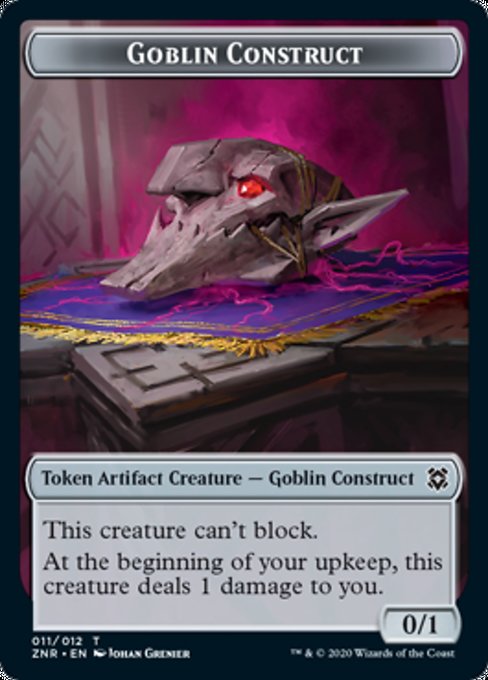 Goblin Construct
Token Artifact Creature — Goblin Construct
This creature can't block.
At the beginning of your upkeep, this
creature deals 1 damage to you.
0/1
011/012 T
ZNR • EN Johan Grenier
™ & © 2020 Wizards of the Coast